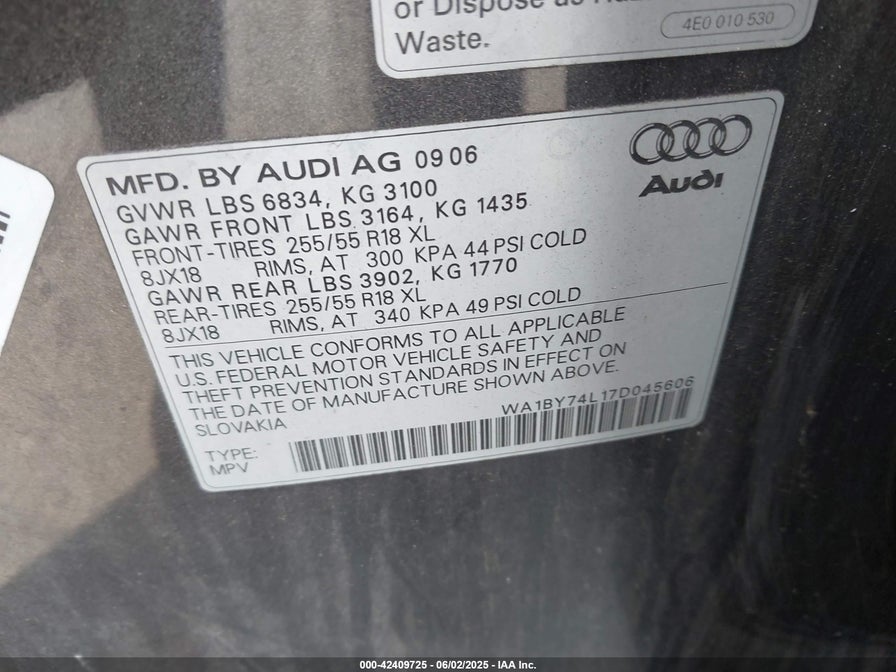 or Dispose as
Waste.
4E0 010 530
MFD. BY AUDI AG 09 06
Audi
GVWR LBS 6834, KG 3100
GAWR FRONT LBS 3164, KG 1435
FRONT-TIRES 255/55 R18 XL
8JX18 RIMS, AT 300 KPA 44 PSI COLD
GAWR REAR LBS 3902, KG 1770
REAR-TIRES 255/55 R18 XL
8JX18 RIMS, AT 340 KPA 49 PSI COLD
THIS VEHICLE CONFORMS TO ALL APPLICABLE
U.S. FEDERAL MOTOR VEHICLE SAFETY AND
THEFT PREVENTION STANDARDS IN EFFECT ON
THE DATE OF MANUFACTURE SHOWN ABOVE.
SLOVAKIA
WA1BY74L17D045606
TYPE:
MPV
000-42409725 - 06/02/2025 - IAA Inc.